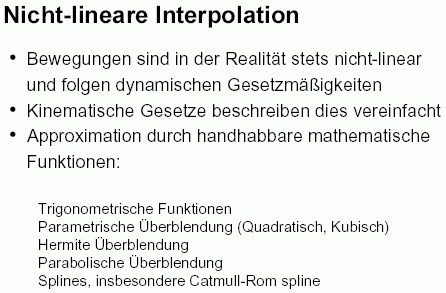 Nicht-lineare Interpolation
• Bewegungen sind in der Realität stets nicht-linear
und folgen dynamischen Gesetzmäßigkeiten
• Kinematische Gesetze beschreiben dies vereinfacht
• Approximation durch handhabbare mathematische
Funktionen:
Trigonometrische Funktionen
Parametrische Überblendung (Quadratisch, Kubisch)
Hermite Überblendung
Parabolische Überblendung
Splines, insbesondere Catmull-Rom spline